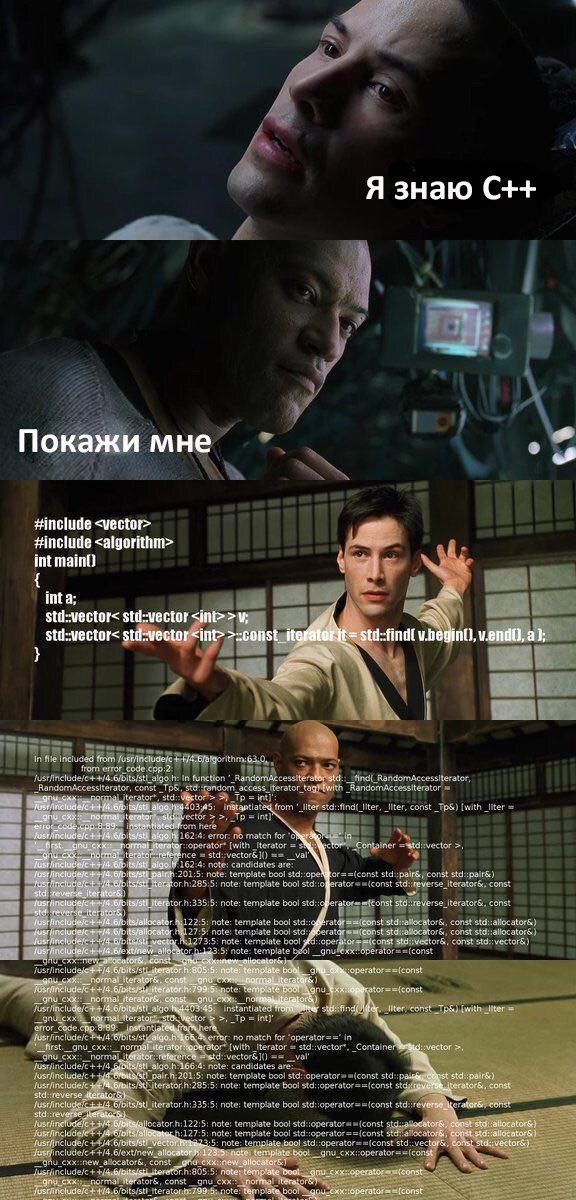 Я знаю C++
Покажи мне
#include <vector>
#include <algorithm>
int main()
{
int a;
std::vector< std::vector <int> > v;
std::vector< std::vector <int> >::const_iterator it = std::find( v.begin(), v.end(), a );
}
In file included from /usr/include/c++/4.6/algorithm:63:0,
from error_code.cpp:2:
/usr/include/c++/4.6/bits/stl_algo.h: In function '_RandomAccessIterator std::__find(_RandomAccessIterator,
_RandomAccessIterator, const _Tp&, std::random_access_iterator_tag) [with _RandomAccessIterator =
__gnu_cxx::__normal_iterator*, std::vector > >, _Tp = int]':
/usr/include/c++/4.6/bits/stl_algo.h:4403:45: instantiated from '_IIter std::find(_IIter, _IIter, const _Tp&) [with _IIter =
__gnu_cxx::__normal_iterator*, std::vector > >, _Tp = int]'
error_code.cpp:8:89: instantiated from here
/usr/include/c++/4.6/bits/stl_algo.h:162:4: error: no match for 'operator==' in
'__first.__gnu_cxx::__normal_iterator::operator* [with _Iterator = std::vector*, _Container = std::vector >,
__gnu_cxx::__normal_iterator::reference = std::vector&]() == __val'
/usr/include/c++/4.6/bits/stl_algo.h:162:4: note: candidates are:
/usr/include/c++/4.6/bits/stl_pair.h:201:5: note: template bool std::operator==(const std::pair&, const std::pair&)
/usr/include/c++/4.6/bits/stl_iterator.h:285:5: note: template bool std::operator==(const std::reverse_iterator&, const
std::reverse_iterator&)
/usr/include/c++/4.6/bits/stl_iterator.h:335:5: note: template bool std::operator==(const std::reverse_iterator&, const
std::reverse_iterator&)
/usr/include/c++/4.6/bits/allocator.h:122:5: note: template bool std::operator==(const std::allocator&, const std::allocator&)
/usr/include/c++/4.6/bits/allocator.h:127:5: note: template bool std::operator==(const std::allocator&, const std::allocator&)
/usr/include/c++/4.6/bits/stl_vector.h:1273:5: note: template bool std::operator==(const std::vector&, const std::vector&)
/usr/include/c++/4.6/ext/new_allocator.h:123:5: note: template bool __gnu_cxx::operator==(const
__gnu_cxx::new_allocator&, const __gnu_cxx::new_allocator&)
/usr/include/c++/4.6/bits/stl_iterator.h:805:5: note: template bool __gnu_cxx::operator==(const
__gnu_cxx::__normal_iterator&, const __gnu_cxx::__normal_iterator&)
/usr/include/c++/4.6/bits/stl_iterator.h:799:5: note: template bool __gnu_cxx::operator==(const
__gnu_cxx::__normal_iterator&, const __gnu_cxx::__normal_iterator&)
/usr/include/c++/4.6/bits/stl_algo.h:4403:45: instantiated from '_IIter std::find(_IIter, _IIter, const _Tp&) [with _IIter =
__gnu_cxx::__normal_iterator*, std::vector > >, _Tp = int]'
error_code.cpp:8:89: instantiated from here
/usr/include/c++/4.6/bits/stl_algo.h:166:4: error: no match for 'operator==' in
'__first.__gnu_cxx::__normal_iterator::operator* [with _Iterator = std::vector*, _Container = std::vector >,
__gnu_cxx::__normal_iterator::reference = std::vector&]() == __val'
/usr/include/c++/4.6/bits/stl_algo.h:166:4: note: candidates are:
/usr/include/c++/4.6/bits/stl_pair.h:201:5: note: template bool std::operator==(const std::pair&, const std::pair&)
/usr/include/c++/4.6/bits/stl_iterator.h:285:5: note: template bool std::operator==(const std::reverse_iterator&, const
std::reverse_iterator&)
/usr/include/c++/4.6/bits/stl_iterator.h:335:5: note: template bool std::operator==(const std::reverse_iterator&, const
std::reverse_iterator&)
/usr/include/c++/4.6/bits/allocator.h:122:5: note: template bool std::operator==(const std::allocator&, const std::allocator&)
/usr/include/c++/4.6/bits/allocator.h:127:5: note: template bool std::operator==(const std::allocator&, const std::allocator&)
/usr/include/c++/4.6/bits/stl_vector.h:1273:5: note: template bool std::operator==(const std::vector&, const std::vector&)
/usr/include/c++/4.6/ext/new_allocator.h:123:5: note: template bool __gnu_cxx::operator==(const
__gnu_cxx::new_allocator&, const __gnu_cxx::new_allocator&)
/usr/include/c++/4.6/bits/stl_iterator.h:805:5: note: template bool __gnu_cxx::operator==(const
__gnu_cxx::__normal_iterator&, const __gnu_cxx::__normal_iterator&)
/usr/include/c++/4.6/bits/stl_iterator.h:799:5: note: template bool __gnu_cxx::operator==(const